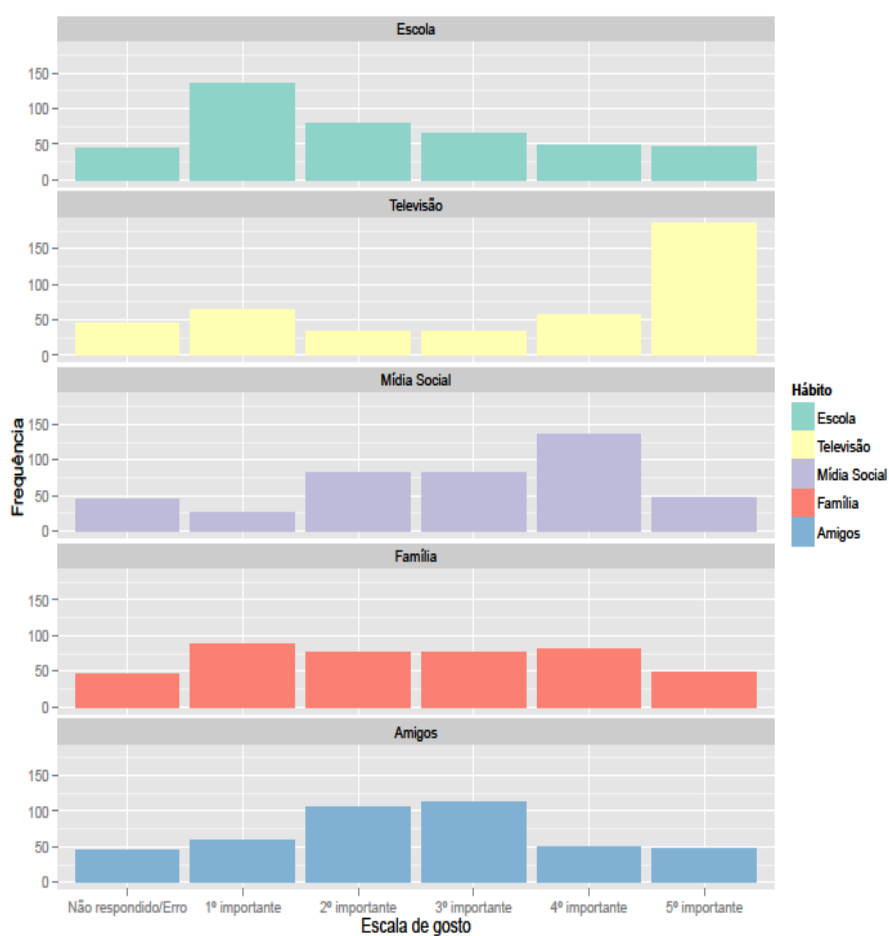 Escola
150
100
50
0
Televisão
150
100
50
0
Mídia Social
150
100
50
0
Família
150
100
50
0
Amigos
150
100
50
0
Frequência
Não respondido/Erro 1º importante 2º importante 3º importante 4º importante 5º importante
Escala de gosto
Hábito
Escola
Televisão
Mídia Social
Família
Amigos